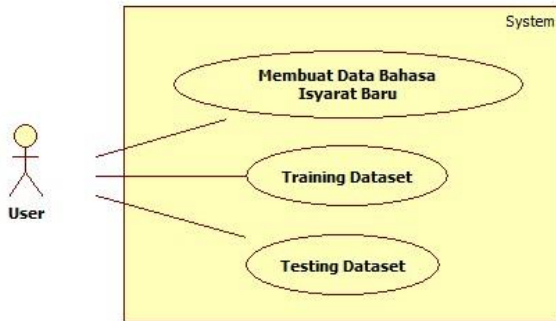 System
Membuat Data Bahasa
Isyarat Baru
Training Dataset
User
Testing Dataset